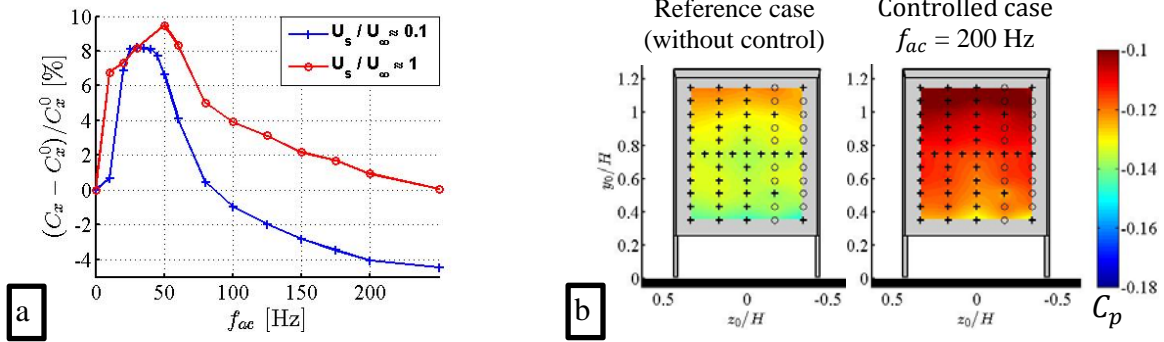 (C_x − C_x^0)/C_x^0 [%]
10
8
6
4
2
0
-2
-4
U_s / U_∞ ≈ 0.1
U_s / U_∞ ≈ 1
0 50 100 150 200
f_ac [Hz]
a
Reference case
(without control)
1.2
1
0.8
0.6
0.4
0.2
0
y_0/H
0.5 0 -0.5
z_0/H
Controlled case
f_ac = 200 Hz
1.2
1
0.8
0.6
0.4
0.2
0
0.5 0 -0.5
z_0/H
-0.1
-0.12
-0.14
-0.16
-0.18
C_p
b